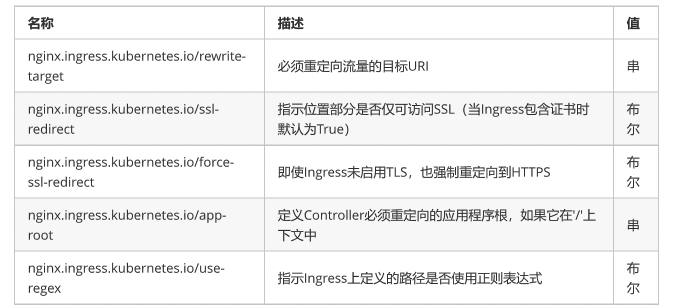 名称 描述 值
nginx.ingress.kubernetes.io/rewrite-
target
必须重定向流量的目标URI
串
nginx.ingress.kubernetes.io/ssl-
redirect
指示位置部分是否仅可访问SSL（当Ingress包含证书时
默认为True）
布
尔
nginx.ingress.kubernetes.io/force-
ssl-redirect
即使Ingress未启用TLS，也强制重定向到HTTPS
布
尔
nginx.ingress.kubernetes.io/app-
root
定义Controller必须重定向的应用程序根，如果它在'/'上
下文中
串
nginx.ingress.kubernetes.io/use-
regex
指示Ingress上定义的路径是否使用正则表达式
布
尔